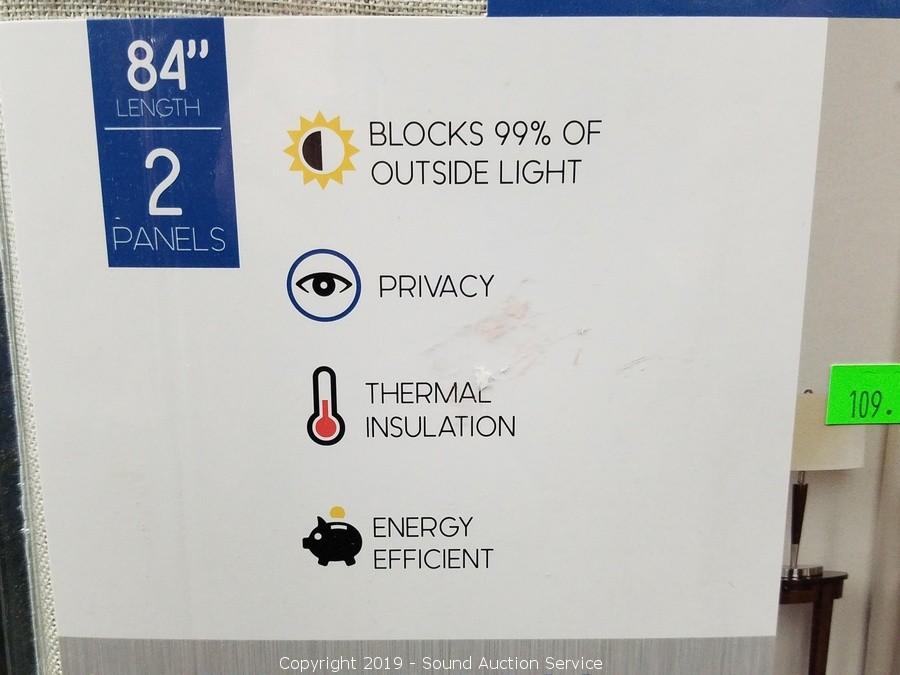 84”
LENGTH
2
PANELS
BLOCKS 99% OF
OUTSIDE LIGHT
PRIVACY
THERMAL
INSULATION
ENERGY
EFFICIENT
109.
Copyright 2019 - Sound Auction Service